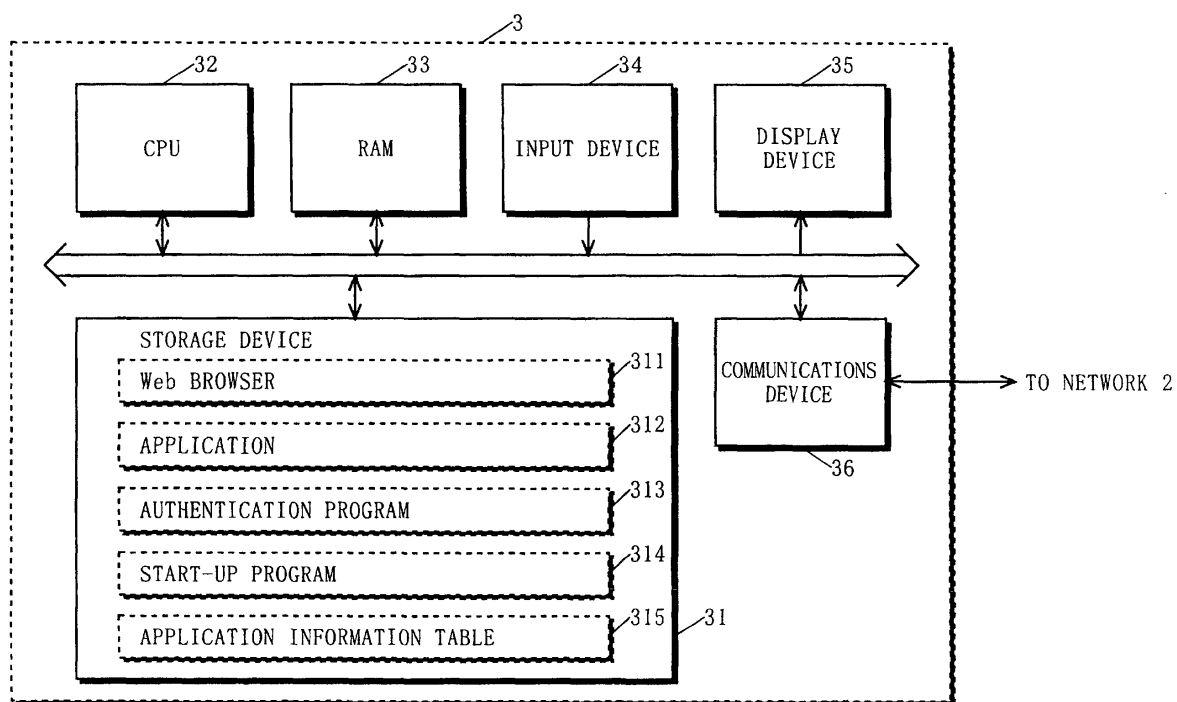 3
32
33
34
35
CPU
RAM
INPUT DEVICE
DISPLAY
DEVICE
STORAGE DEVICE
311
Web BROWSER
312
APPLICATION
313
AUTHENTICATION PROGRAM
314
START-UP PROGRAM
315
APPLICATION INFORMATION TABLE
31
COMMUNICATIONS
DEVICE
36
TO NETWORK 2